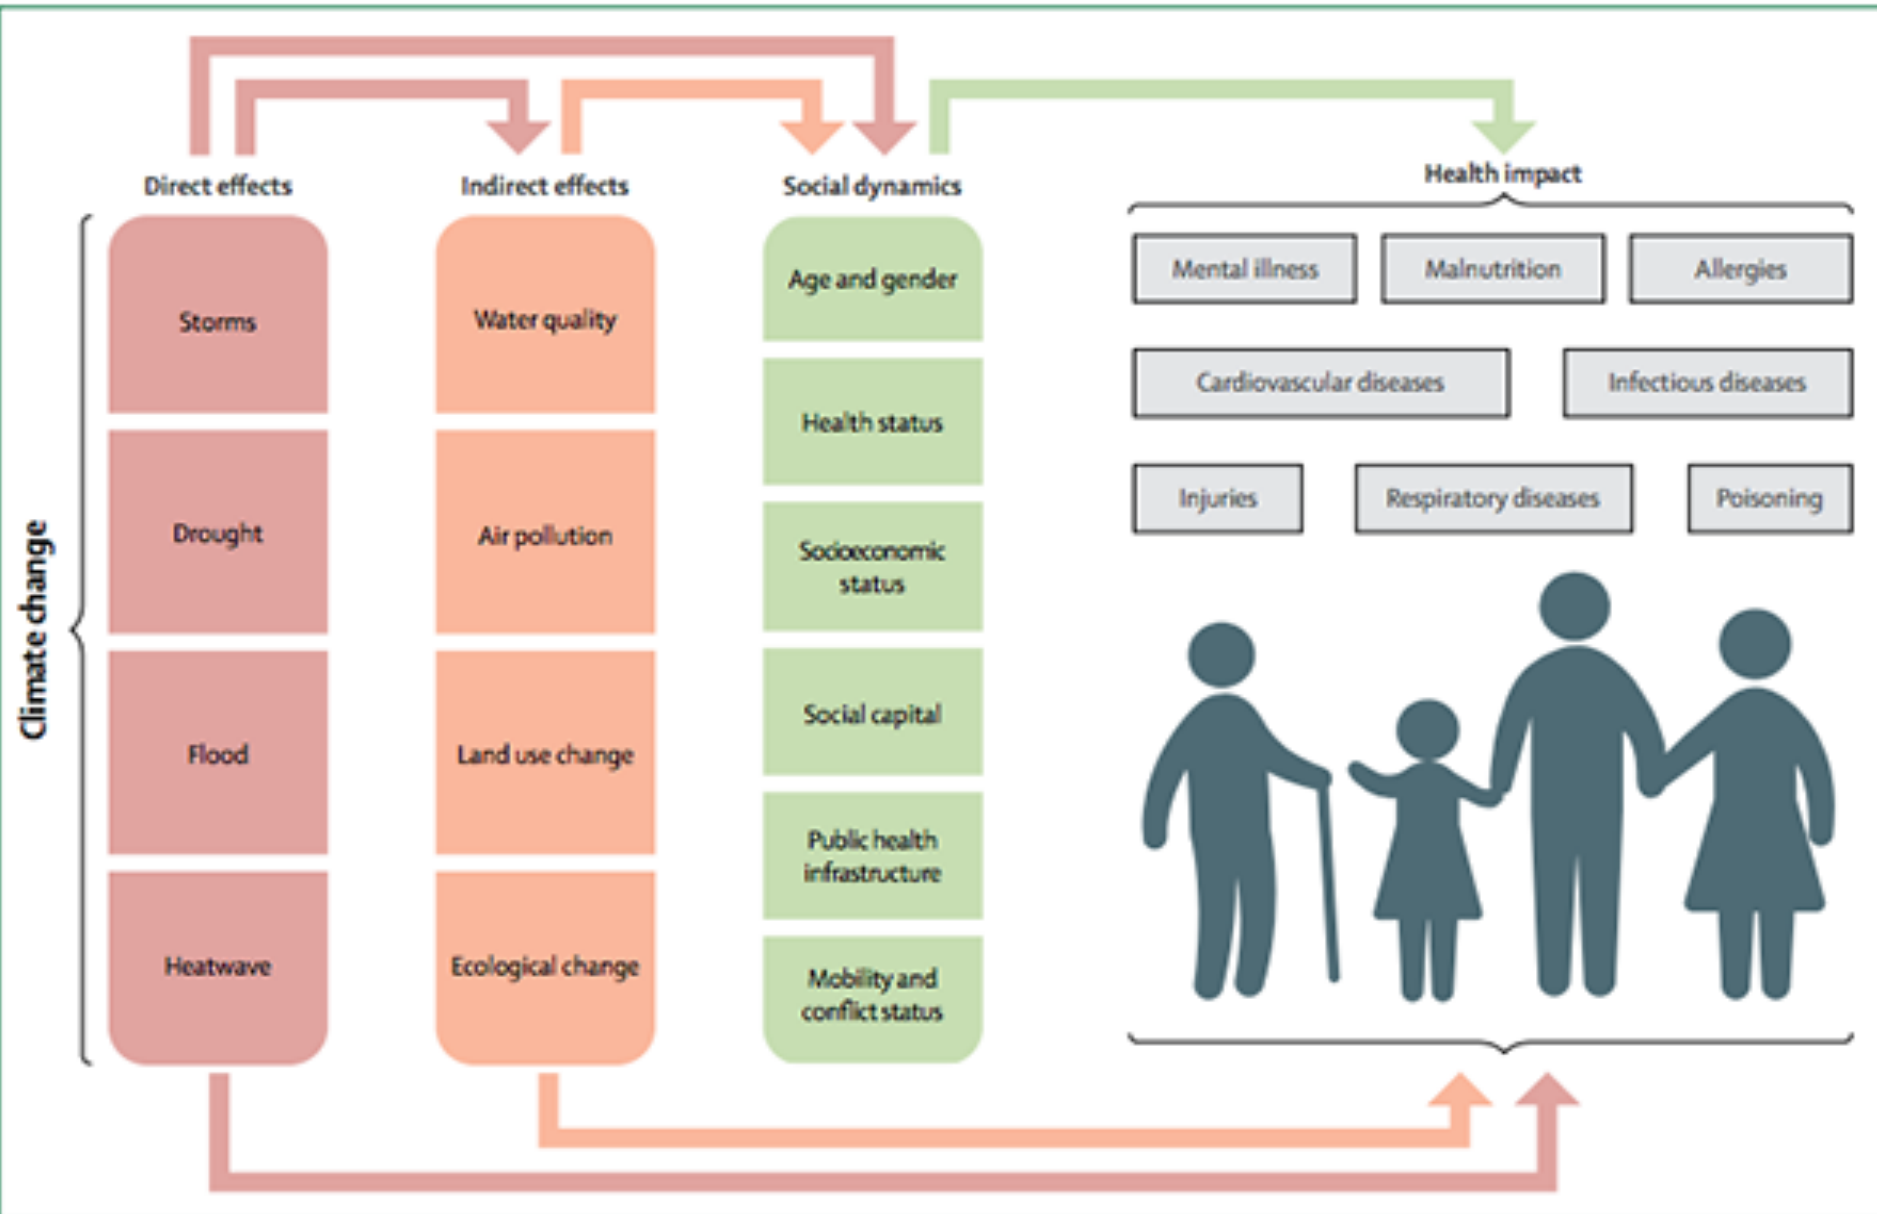 Direct effects
Indirect effects
Social dynamics
Health impact
Climate change
Storms
Drought
Flood
Heatwave
Water quality
Air pollution
Land use change
Ecological change
Age and gender
Health status
Socioeconomic
status
Social capital
Public health
infrastructure
Mobility and
conflict status
Mental illness
Malnutrition
Allergies
Cardiovascular diseases
Infectious diseases
Injuries
Respiratory diseases
Poisoning